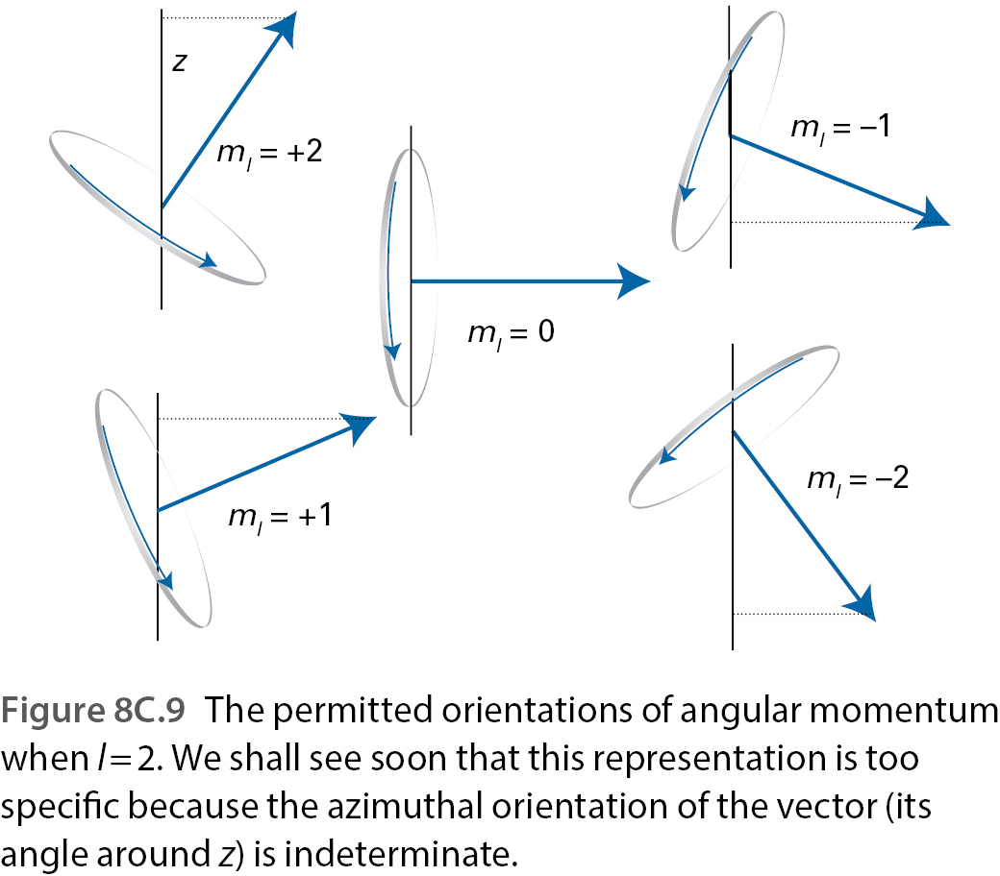 z
m_l = +2
m_l = –1
m_l = 0
m_l = +1
m_l = –2
Figure 8C.9 The permitted orientations of angular momentum
when l=2. We shall see soon that this representation is too
specific because the azimuthal orientation of the vector (its
angle around z) is indeterminate.